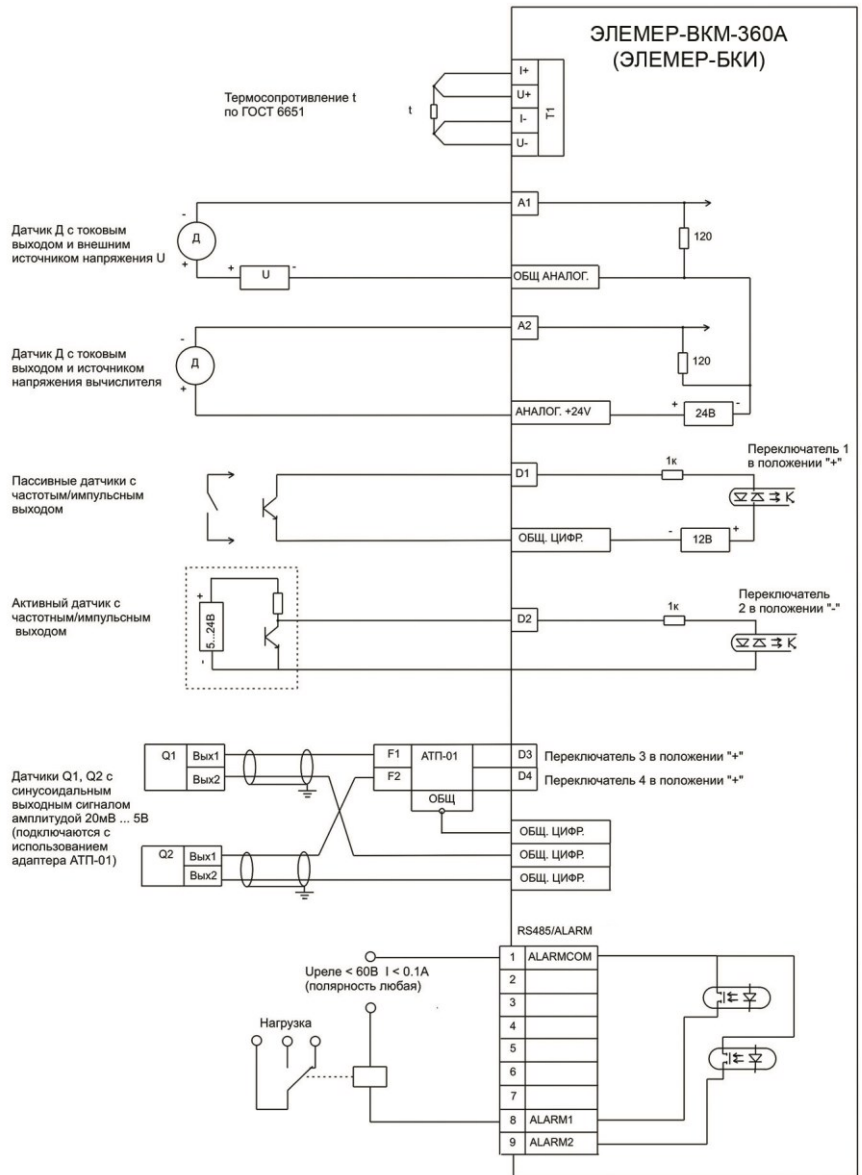 ЭЛЕМЕР-ВКМ-360А
(ЭЛЕМЕР-БКИ)
Термосопротивление t
по ГОСТ 6651
t
I+
U+
I-
U-
T1
Датчик Д с токовым
выходом и внешним
источником напряжения U
-
Д
+
+
U
-
A1
120
ОБЩ АНАЛОГ.
Датчик Д с токовым
выходом и источником
напряжения вычислителя
-
Д
+
A2
120
АНАЛОГ. +24V
+
24В
-
Пассивные датчики с
частотым/импульсным
выходом
D1
1к
Переключатель 1
в положении "+"
ОБЩ. ЦИФР.
-
12В
+
Активный датчик с
частотным/импульсным
выходом
+
5...24В
-
D2
1к
Переключатель
2 в положении "-"
Датчики Q1, Q2 с
синусоидальным
выходным сигналом
амплитудой 20мВ ... 5В
(подключаются с
использованием
адаптера АТП-01)
Q1
Вых1
Вых2
Q2
Вых1
Вых2
F1
F2
АТП-01
ОБЩ
D3
Переключатель 3 в положении "+"
D4
Переключатель 4 в положении "+"
ОБЩ. ЦИФР.
ОБЩ. ЦИФР.
ОБЩ. ЦИФР.
RS485/ALARM
1 ALARMCOM
2
3
4
5
6
7
8 ALARM1
9 ALARM2
Uреле < 60В I < 0.1А
(полярность любая)
Нагрузка